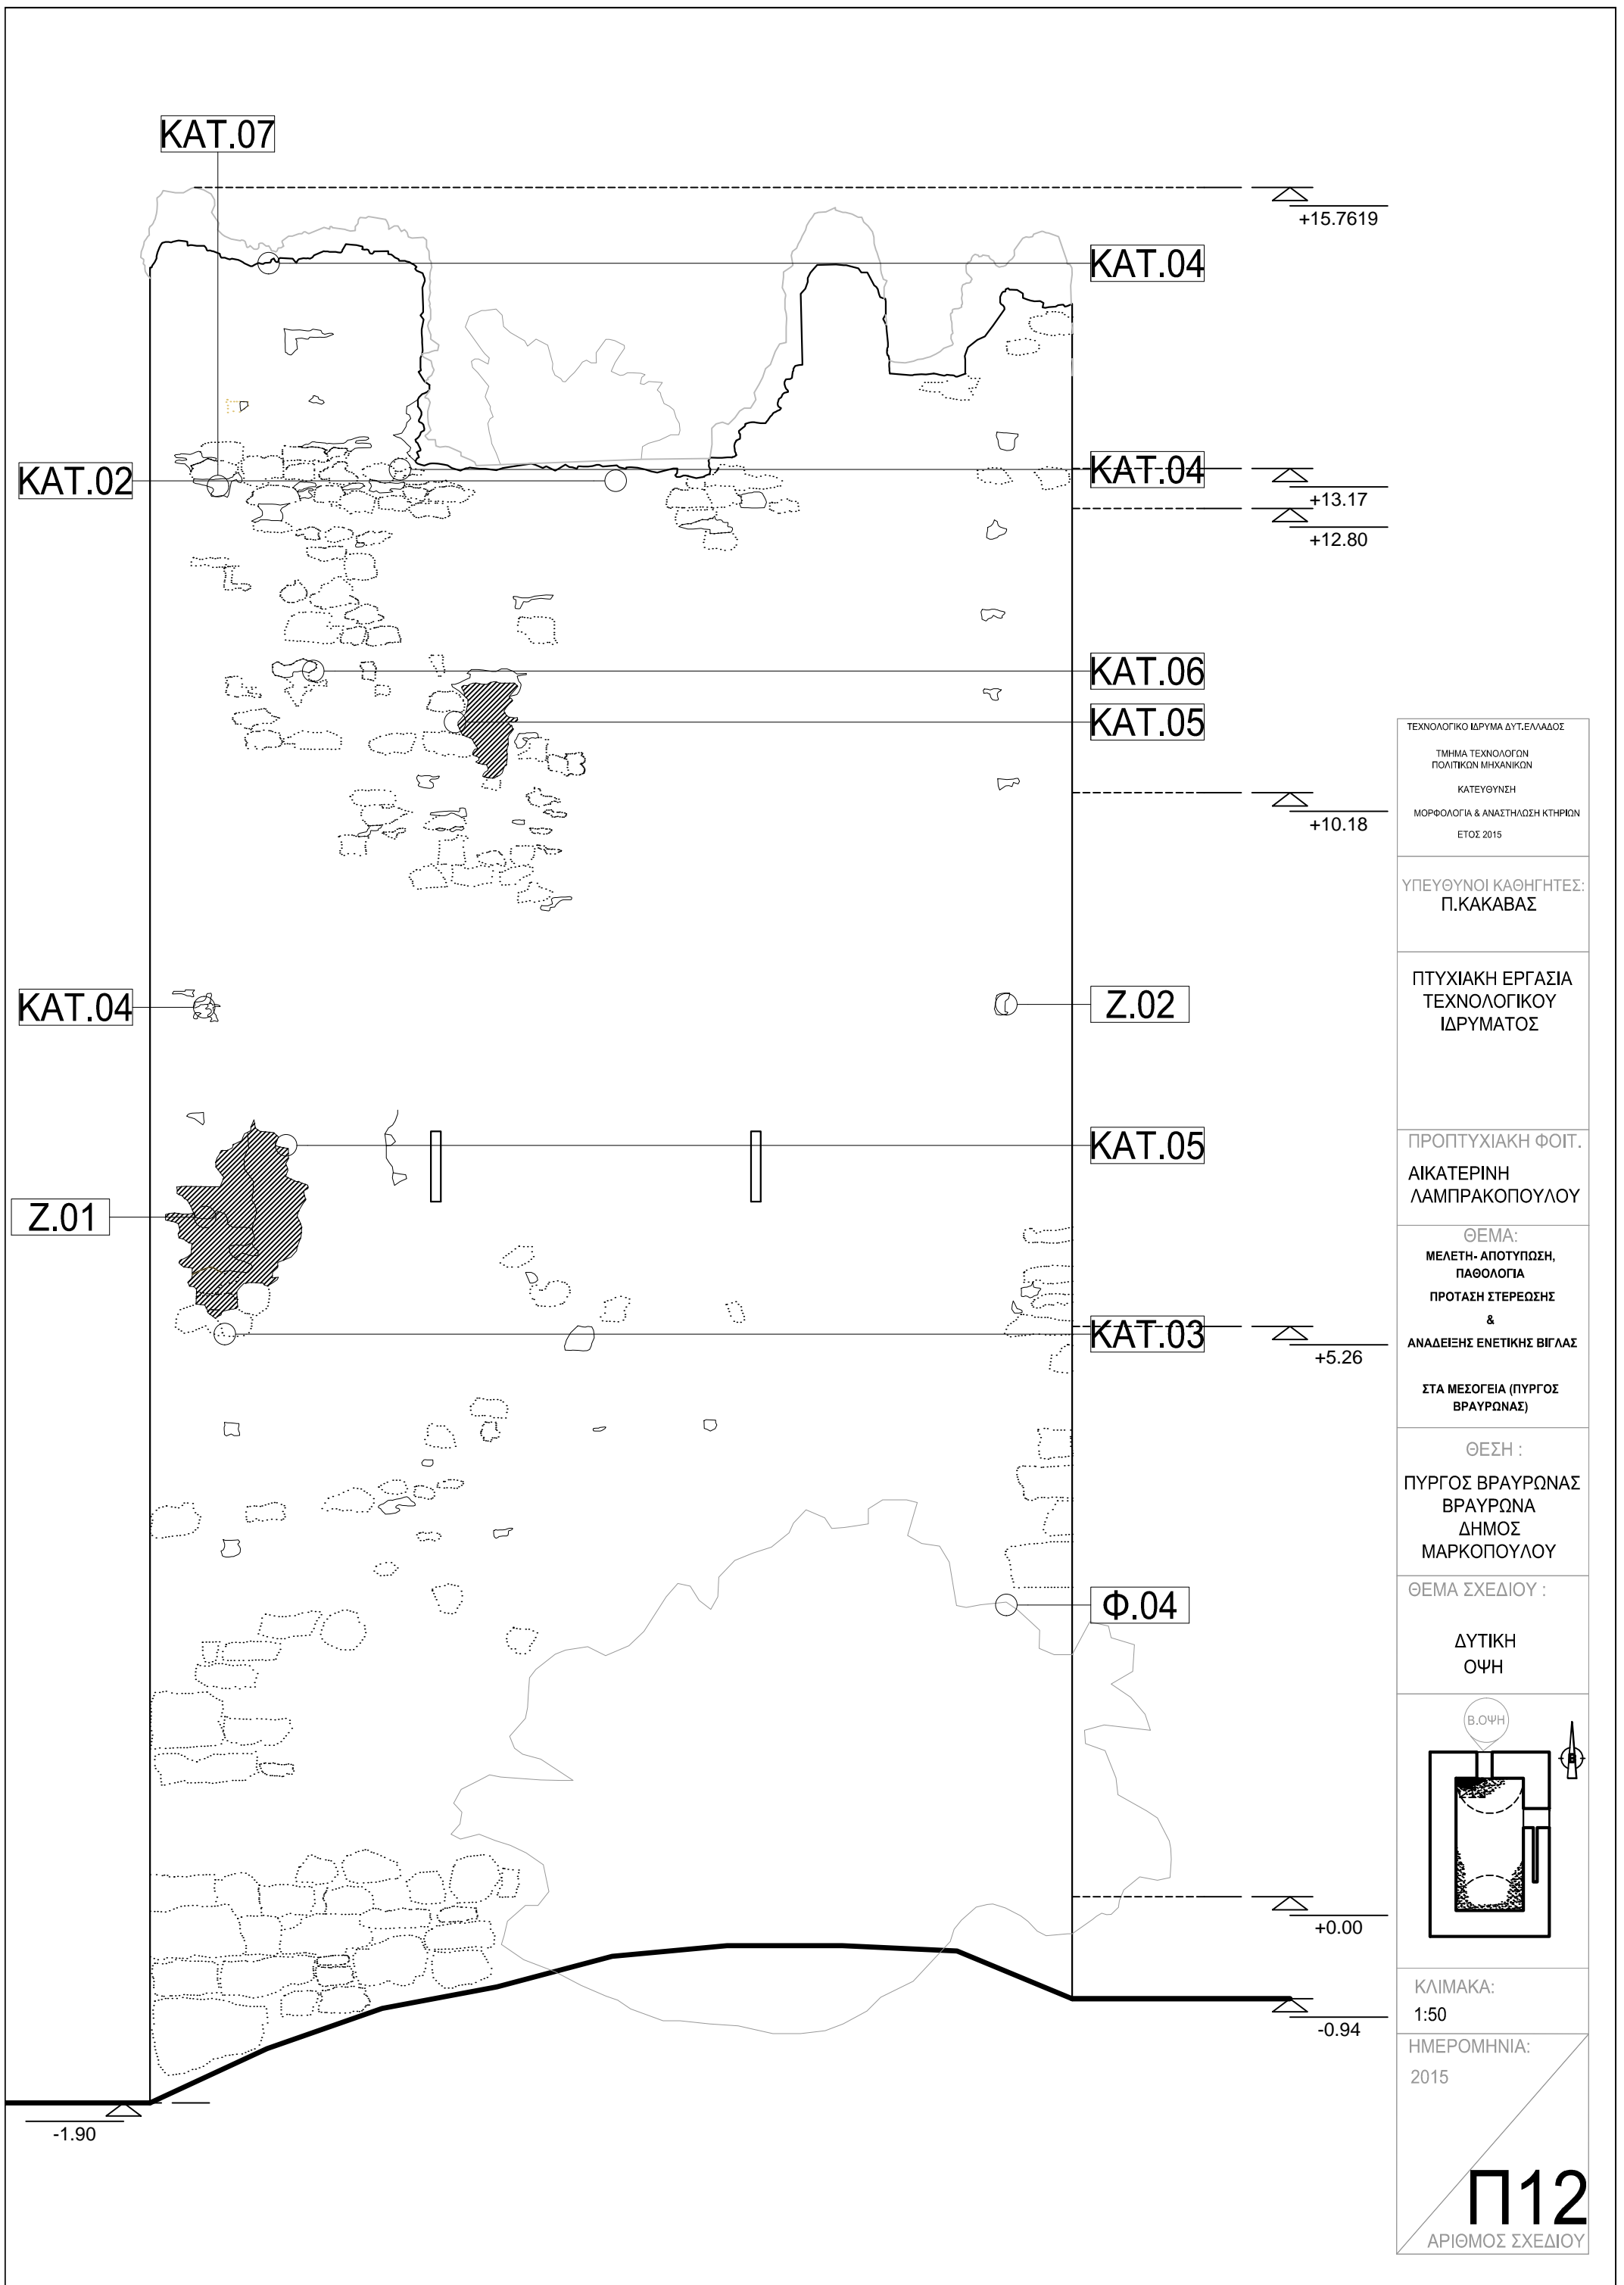 ΚΑΤ.07
+15.7619
ΚΑΤ.04
ΚΑΤ.02
ΚΑΤ.04
+13.17
+12.80
ΚΑΤ.06
ΚΑΤ.05
+10.18
ΚΑΤ.04
Ζ.02
ΚΑΤ.05
Ζ.01
ΚΑΤ.03
+5.26
Φ.04
+0.00
-0.94
-1.90
ΤΕΧΝΟΛΟΓΙΚΟ ΙΔΡΥΜΑ ΔΥΤ.ΕΛΛΑΔΟΣ
ΤΜΗΜΑ ΤΕΧΝΟΛΟΓΩΝ
ΠΟΛΙΤΙΚΩΝ ΜΗΧΑΝΙΚΩΝ
ΚΑΤΕΥΘΥΝΣΗ
ΜΟΡΦΟΛΟΓΙΑ & ΑΝΑΣΤΗΛΩΣΗ ΚΤΗΡΙΩΝ
ΕΤΟΣ 2015
ΥΠΕΥΘΥΝΟΙ ΚΑΘΗΓΗΤΕΣ:
Π.ΚΑΚΑΒΑΣ
ΠΤΥΧΙΑΚΗ ΕΡΓΑΣΙΑ
ΤΕΧΝΟΛΟΓΙΚΟΥ
ΙΔΡΥΜΑΤΟΣ
ΠΡΟΠΤΥΧΙΑΚΗ ΦΟΙΤ.
ΑΙΚΑΤΕΡΙΝΗ
ΛΑΜΠΡΑΚΟΠΟΥΛΟΥ
ΘΕΜΑ:
ΜΕΛΕΤΗ- ΑΠΟΤΥΠΩΣΗ,
ΠΑΘΟΛΟΓΙΑ
ΠΡΟΤΑΣΗ ΣΤΕΡΕΩΣΗΣ
&
ΑΝΑΔΕΙΞΗΣ ΕΝΕΤΙΚΗΣ ΒΙΓΛΑΣ
ΣΤΑ ΜΕΣΟΓΕΙΑ (ΠΥΡΓΟΣ
ΒΡΑΥΡΩΝΑΣ)
ΘΕΣΗ :
ΠΥΡΓΟΣ ΒΡΑΥΡΩΝΑΣ
ΒΡΑΥΡΩΝΑ
ΔΗΜΟΣ
ΜΑΡΚΟΠΟΥΛΟΥ
ΘΕΜΑ ΣΧΕΔΙΟΥ :
ΔΥΤΙΚΗ
ΟΨΗ
Β.ΟΨΗ
Β
ΚΛΙΜΑΚΑ:
1:50
ΗΜΕΡΟΜΗΝΙΑ:
2015
Π12
ΑΡΙΘΜΟΣ ΣΧΕΔΙΟΥ